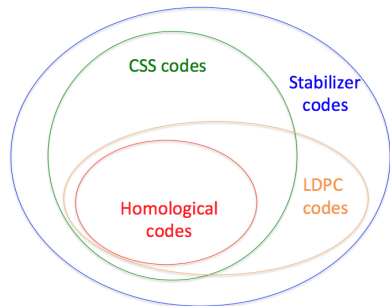 CSS codes
Stabilizer
codes
LDPC
codes
Homological
codes